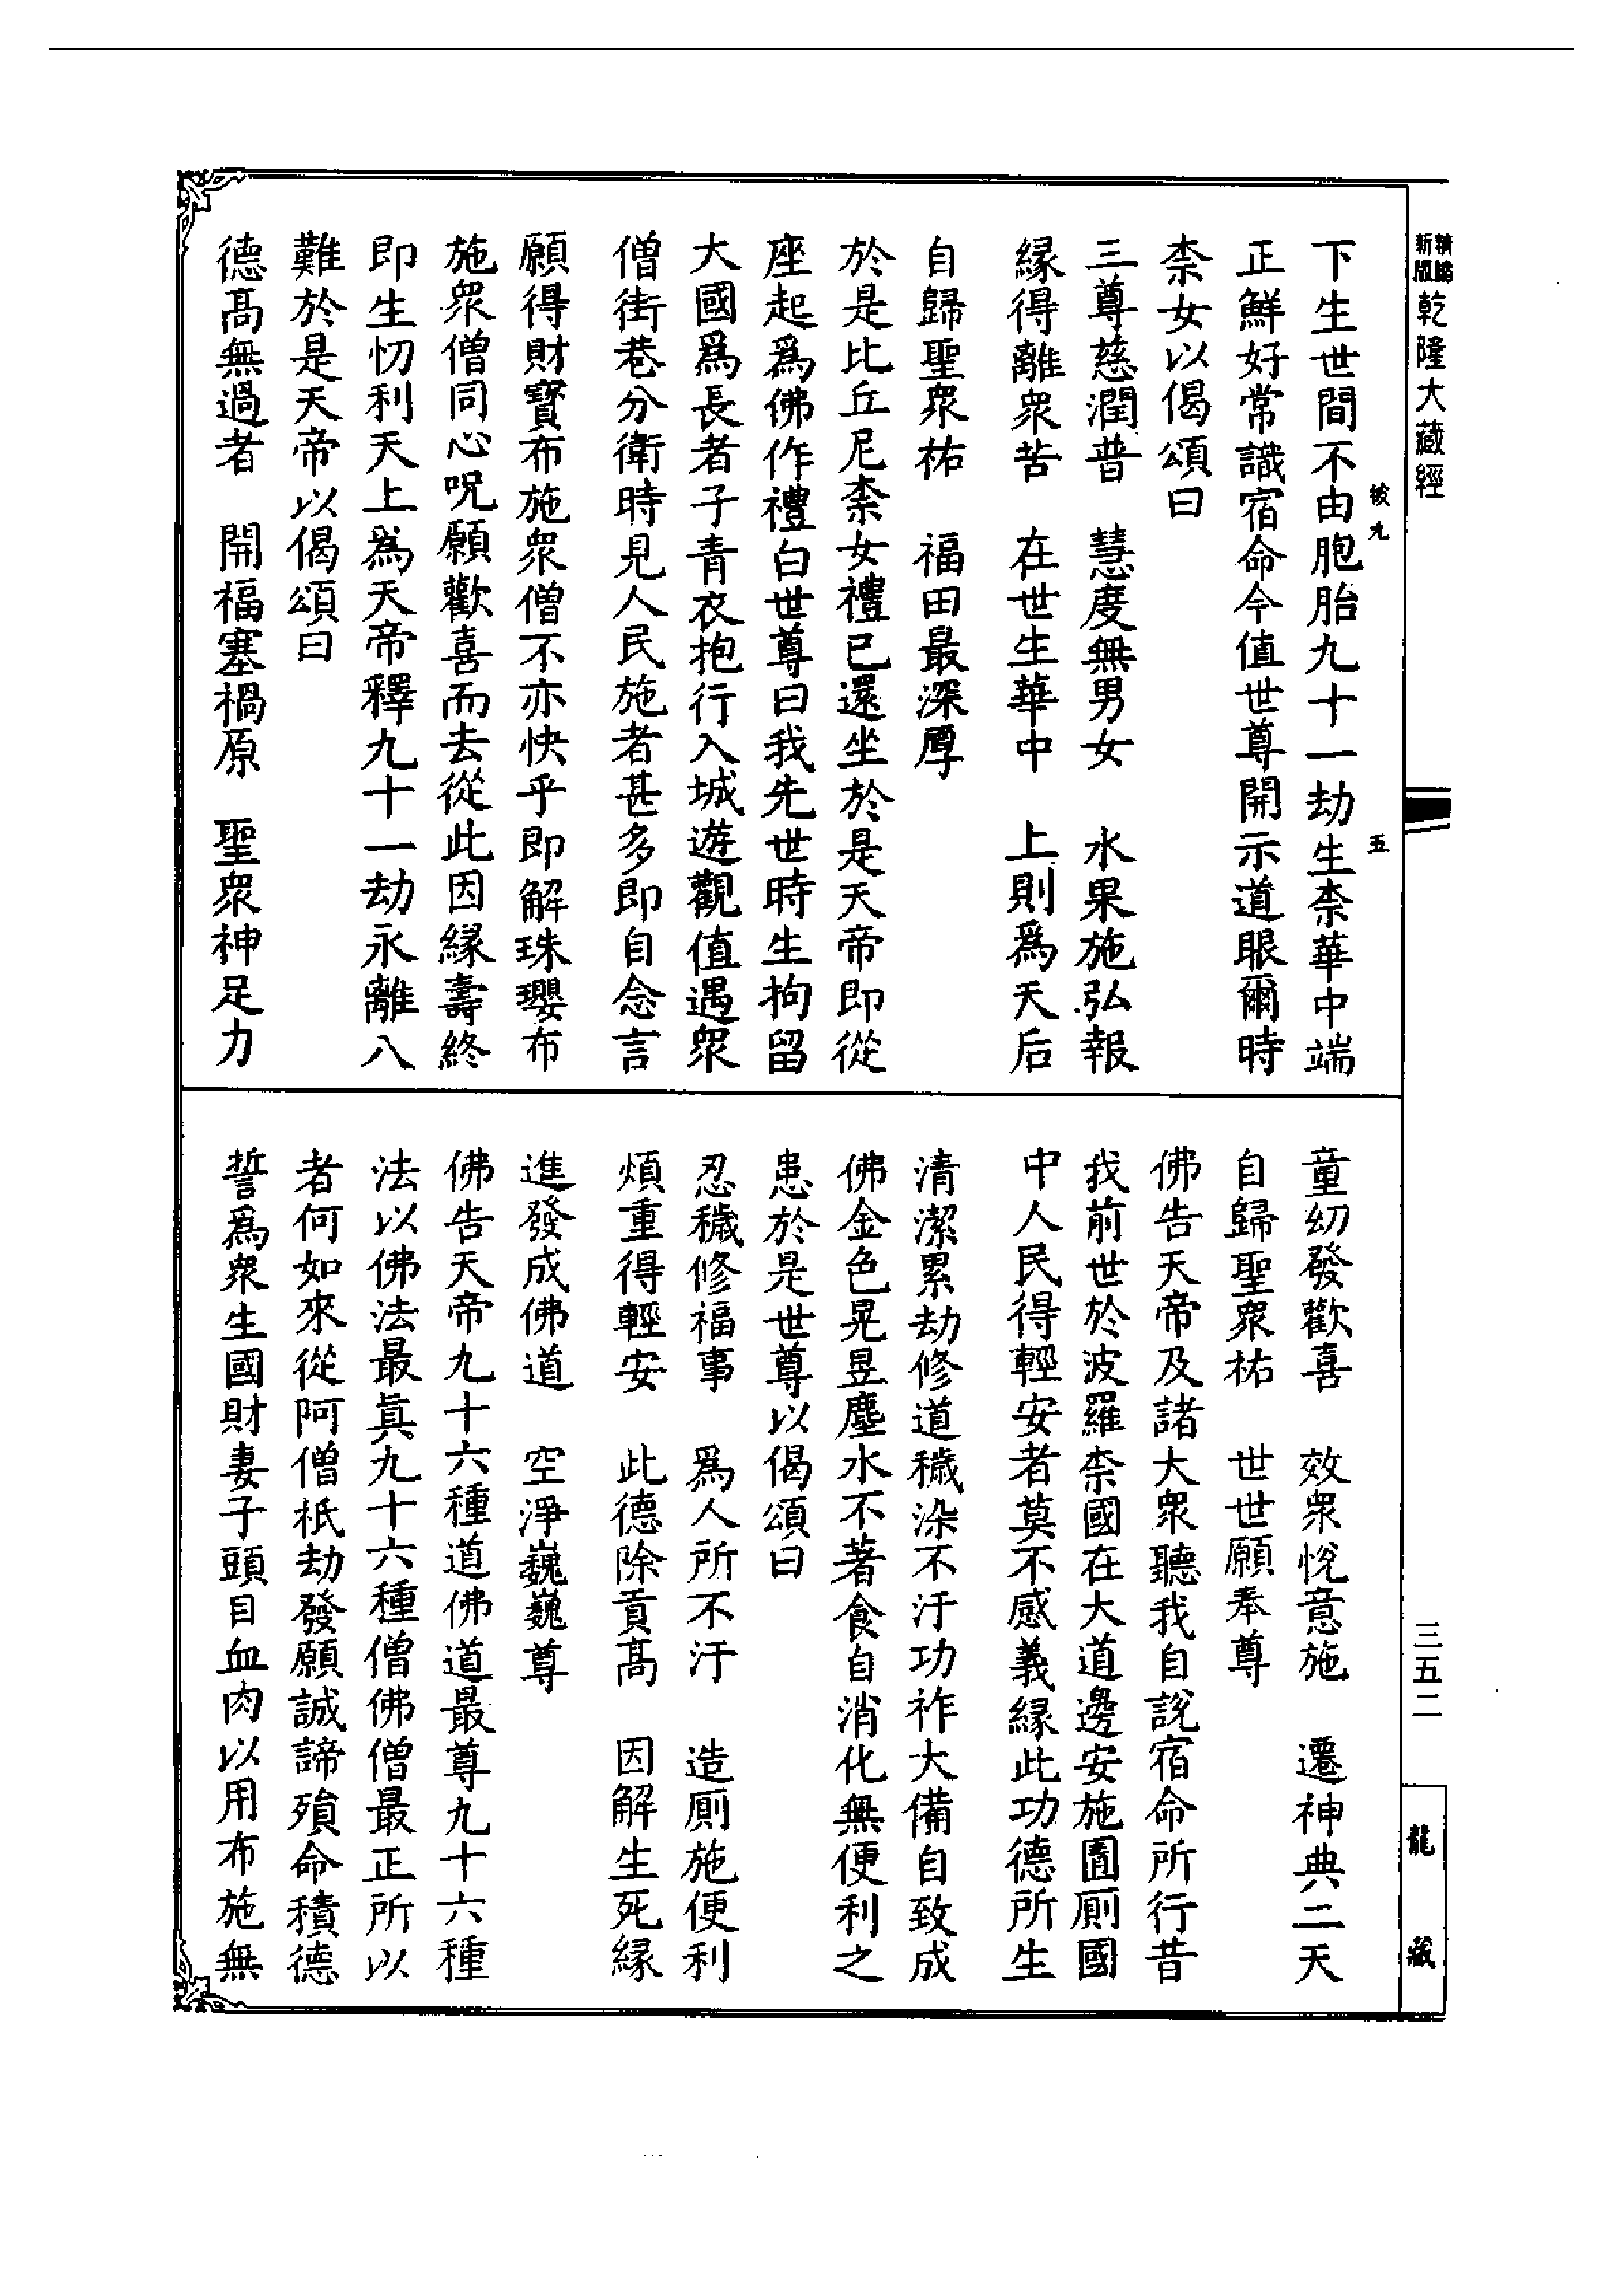 新版
精縮
乾隆大藏經
被九
五
下生世間不由胞胎九十一劫生柰華中端
正鮮好常識宿命今值世尊開示道眼爾時
柰女以偈頌曰
三尊慈潤普　慧度無男女　水果施弘報
緣得離衆苦　在世生華中　上則爲天后
自歸聖衆祐　福田最深厚
於是比丘尼柰女禮已還坐於是天帝即從
座起爲佛作禮白世尊曰我先世時生拘留
大國爲長者子青衣抱行入城遊觀值遇衆
僧街巷分衛時見人民施者甚多即自念言
願得財寶布施衆僧不亦快乎即解珠瓔布
施衆僧同心呪願歡喜而去從此因緣壽終
即生忉利天上爲天帝釋九十一劫永離八
難於是天帝以偈頌曰
德高無過者　開福塞禍原　聖衆神足力
童幼發歡喜　效衆悅意施　遷神典二天
自歸聖衆祐　世世願奉尊
佛告天帝及諸大衆聽我自說宿命所行昔
我前世於波羅柰國在大道邊安施圊厠國
中人民得輕安者莫不感義緣此功德所生
清潔累劫修道穢染不汙功祚大備自致成
佛金色晃昱塵水不著食自消化無便利之
患於是世尊以偈頌曰
忍穢修福事　爲人所不汙　造厠施便利
煩重得輕安　此德除貢高　因解生死緣
進發成佛道　空淨巍巍尊
佛告天帝九十六種道佛道最尊九十六種
法以佛法最眞九十六種僧佛僧最正所以
者何如來從阿僧祇劫發願誠諦殞命積德
誓爲衆生國財妻子頭目血肉以用布施無
三五二
龍藏